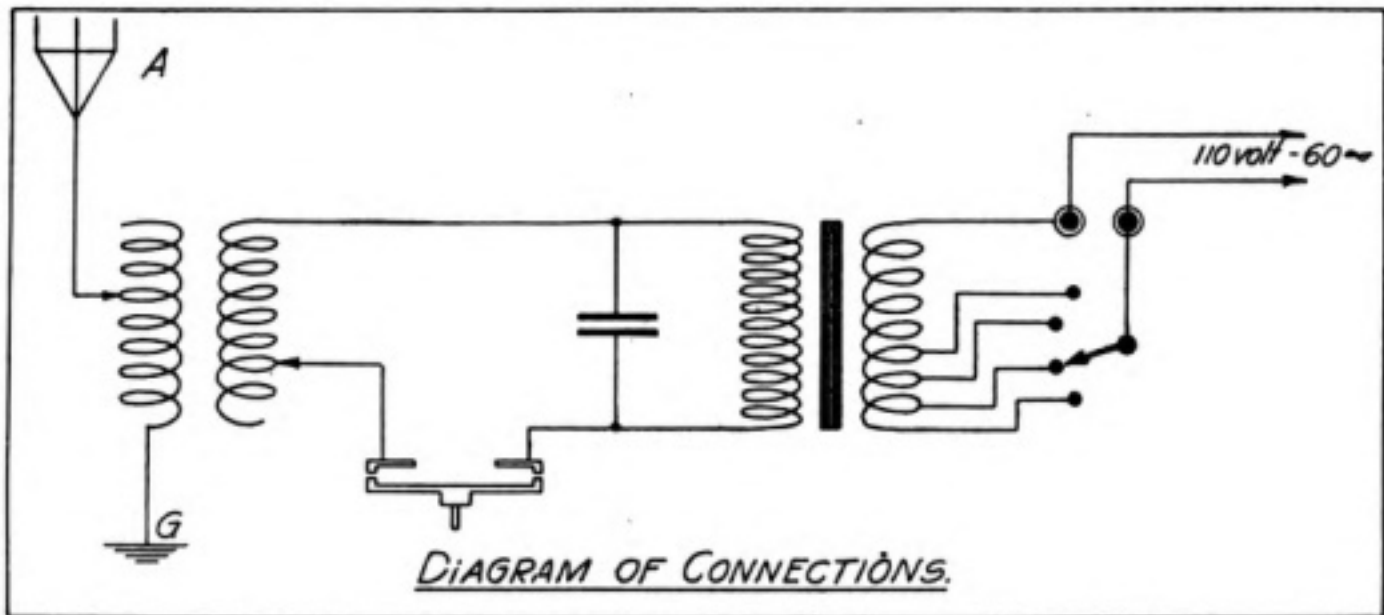 A
110 volt - 60~
G
DIAGRAM OF CONNECTIONS.